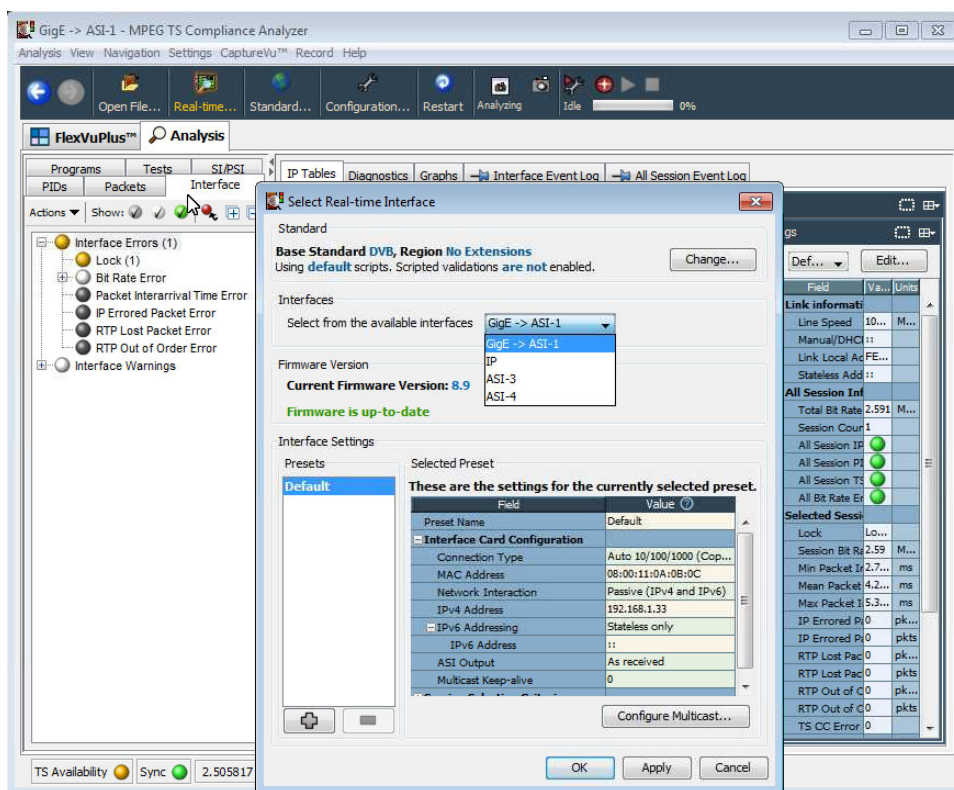 GigE -> ASI-1 - MPEG TS Compliance Analyzer
Analysis View Navigation Settings CaptureVu™ Record Help
Open File... Real-time... Standard... Configuration... Restart Analyzing Idle 0%
FlexVuPlus™ Analysis
Programs Tests SI/PSI
PIDs Packets Interface
IP Tables Diagnostics Graphs Interface Event Log All Session Event Log
Actions Show:
Interface Errors (1)
Lock (1)
Bit Rate Error
Packet Interarrival Time Error
IP Errored Packet Error
RTP Lost Packet Error
RTP Out of Order Error
Interface Warnings
Select Real-time Interface
Standard
Base Standard DVB, Region No Extensions
Using default scripts. Scripted validations are not enabled.
Change...
Interfaces
Select from the available interfaces GigE -> ASI-1
GigE -> ASI-1
IP
ASI-3
ASI-4
Firmware Version
Current Firmware Version: 8.9
Firmware is up-to-date
Interface Settings
Presets
Default
Selected Preset
These are the settings for the currently selected preset.
Field Value
Preset Name Default
Interface Card Configuration
Connection Type Auto 10/100/1000 (Cop...
MAC Address 08:00:11:0A:0B:0C
Network Interaction Passive (IPv4 and IPv6)
IPv4 Address 192.168.1.33
IPv6 Addressing Stateless only
IPv6 Address ::
ASI Output As received
Multicast Keep-alive 0
Configure Multicast...
OK Apply Cancel
gs
Def... Edit...
Field Va... Units
Link informati
Line Speed 10... M...
Manual/DHCI ::
Link Local Ac FE...
Stateless Add ::
All Session Inf
Total Bit Rate 2.591 M...
Session Cour 1
All Session IP
All Session PI
All Session TS
All Bit Rate Er
Selected Sessi
Lock Lo...
Session Bit Ra 2.59 M...
Min Packet Ir 2.7... ms
Mean Packet 4.2... ms
Max Packet I 5.3... ms
IP Errored Pa 0 pk...
IP Errored Pa 0 pkts
RTP Lost Pac 0 pk...
RTP Lost Pac 0 pkts
RTP Out of C 0 pk...
RTP Out of C 0 pkts
TS CC Error 0
TS Availability Sync 2.505817